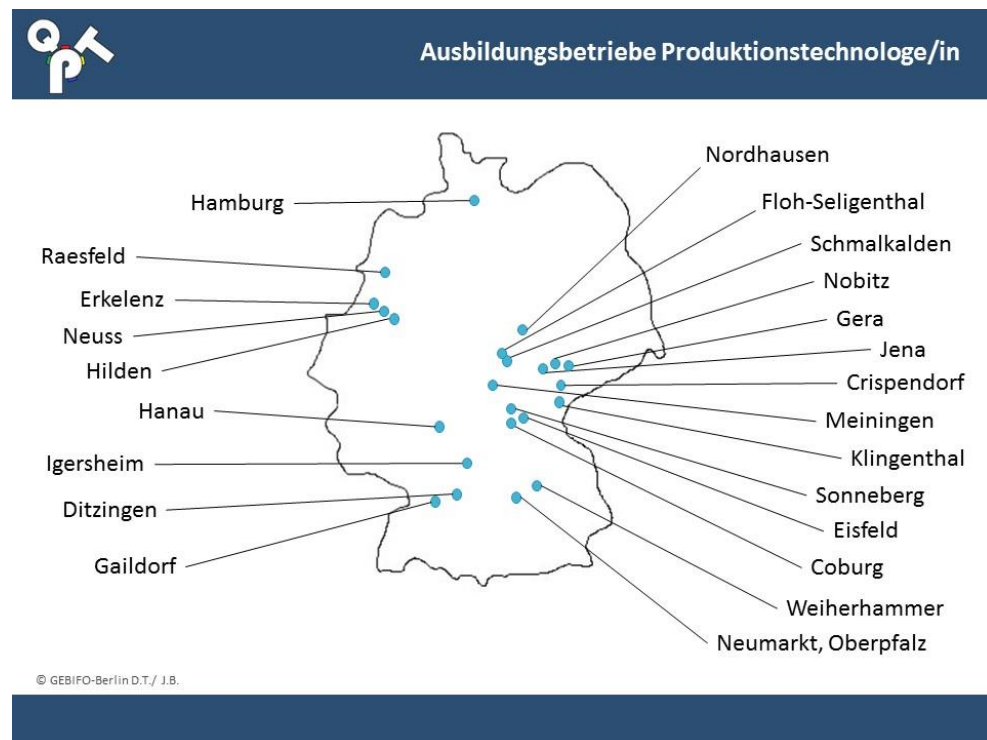 QPT
Ausbildungsbetriebe Produktionstechnologe/in
Hamburg
Raesfeld
Erkelenz
Neuss
Hilden
Hanau
Igersheim
Ditzingen
Gaildorf
Nordhausen
Floh-Seligenthal
Schmalkalden
Nobitz
Gera
Jena
Crispendorf
Meiningen
Klingenthal
Sonneberg
Eisfeld
Coburg
Weiherhammer
Neumarkt, Oberpfalz
© GEBIFO-Berlin D.T./ J.B.